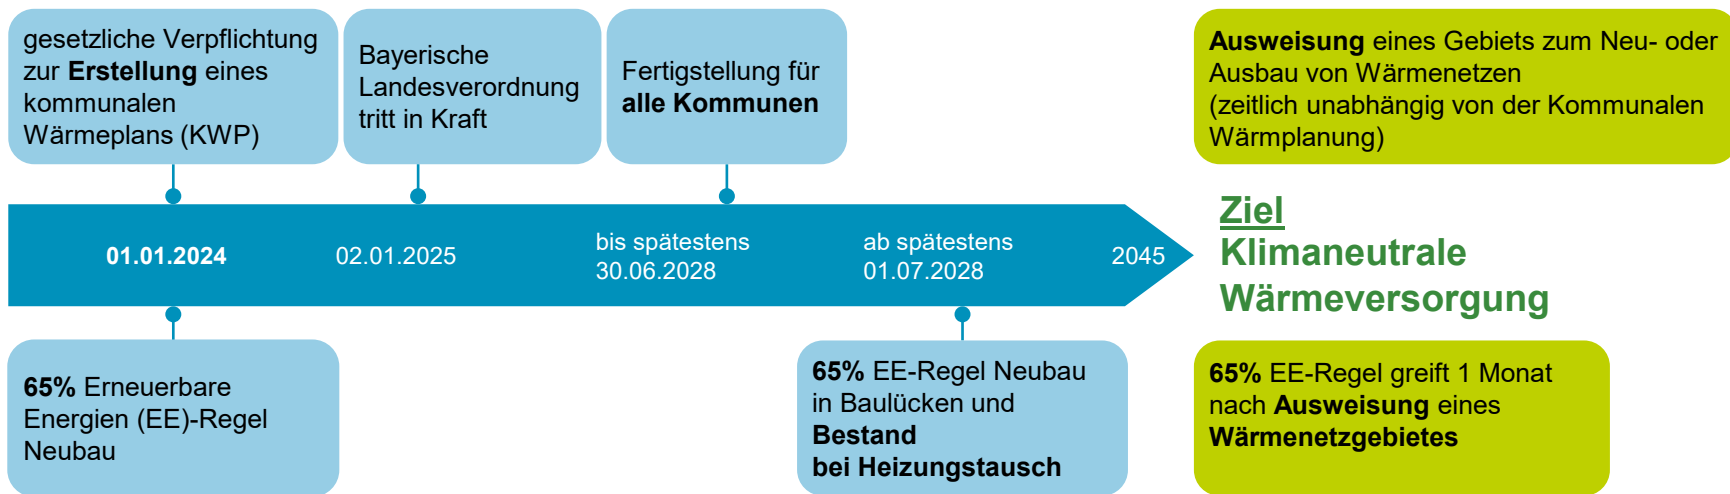 gesetzliche Verpflichtung
zur Erstellung eines
kommunalen
Wärmeplans (KWP)
Bayerische
Landesverordnung
tritt in Kraft
Fertigstellung für
alle Kommunen
Ausweisung eines Gebiets zum Neu- oder
Ausbau von Wärmenetzen
(zeitlich unabhängig von der Kommunalen
Wärmplanung)
01.01.2024
02.01.2025
bis spätestens
30.06.2028
ab spätestens
01.07.2028
2045
Ziel
Klimaneutrale
Wärmeversorgung
65% Erneuerbare
Energien (EE)-Regel
Neubau
65% EE-Regel Neubau
in Baulücken und
Bestand
bei Heizungstausch
65% EE-Regel greift 1 Monat
nach Ausweisung eines
Wärmenetzgebietes